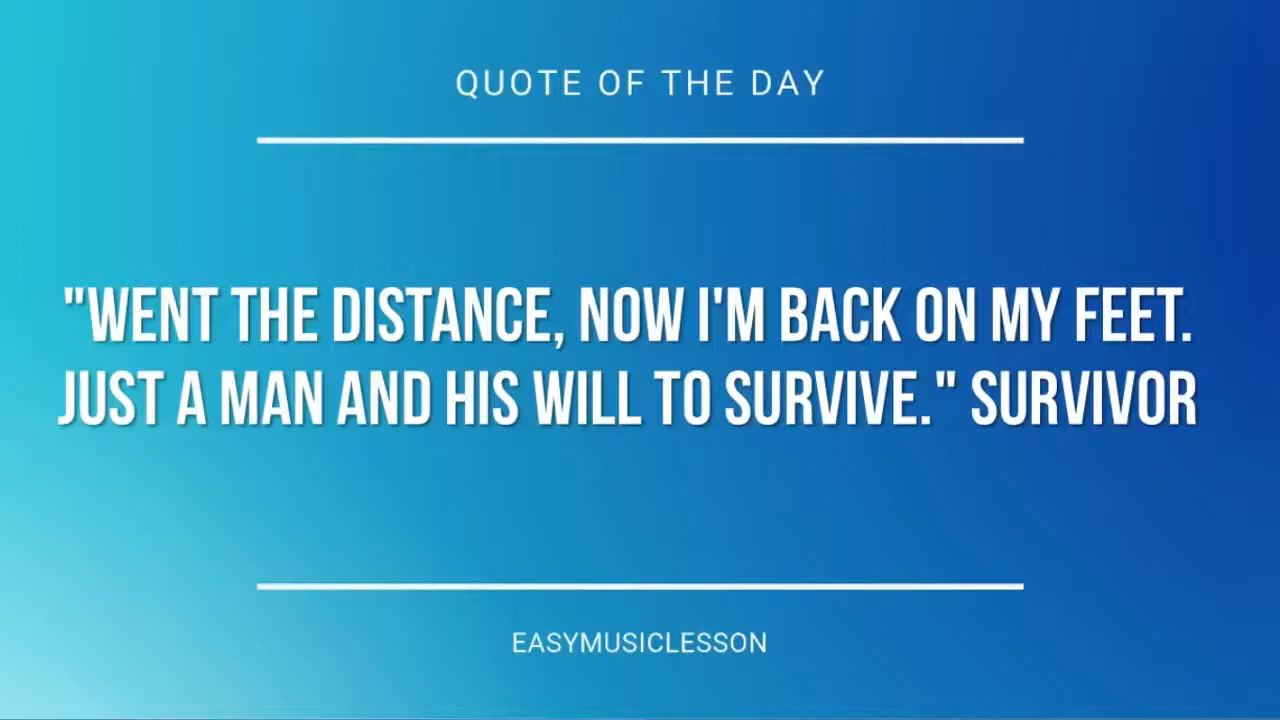 QUOTE OF THE DAY
"WENT THE DISTANCE, NOW I'M BACK ON MY FEET.
JUST A MAN AND HIS WILL TO SURVIVE." SURVIVOR
EASYMUSICLESSON